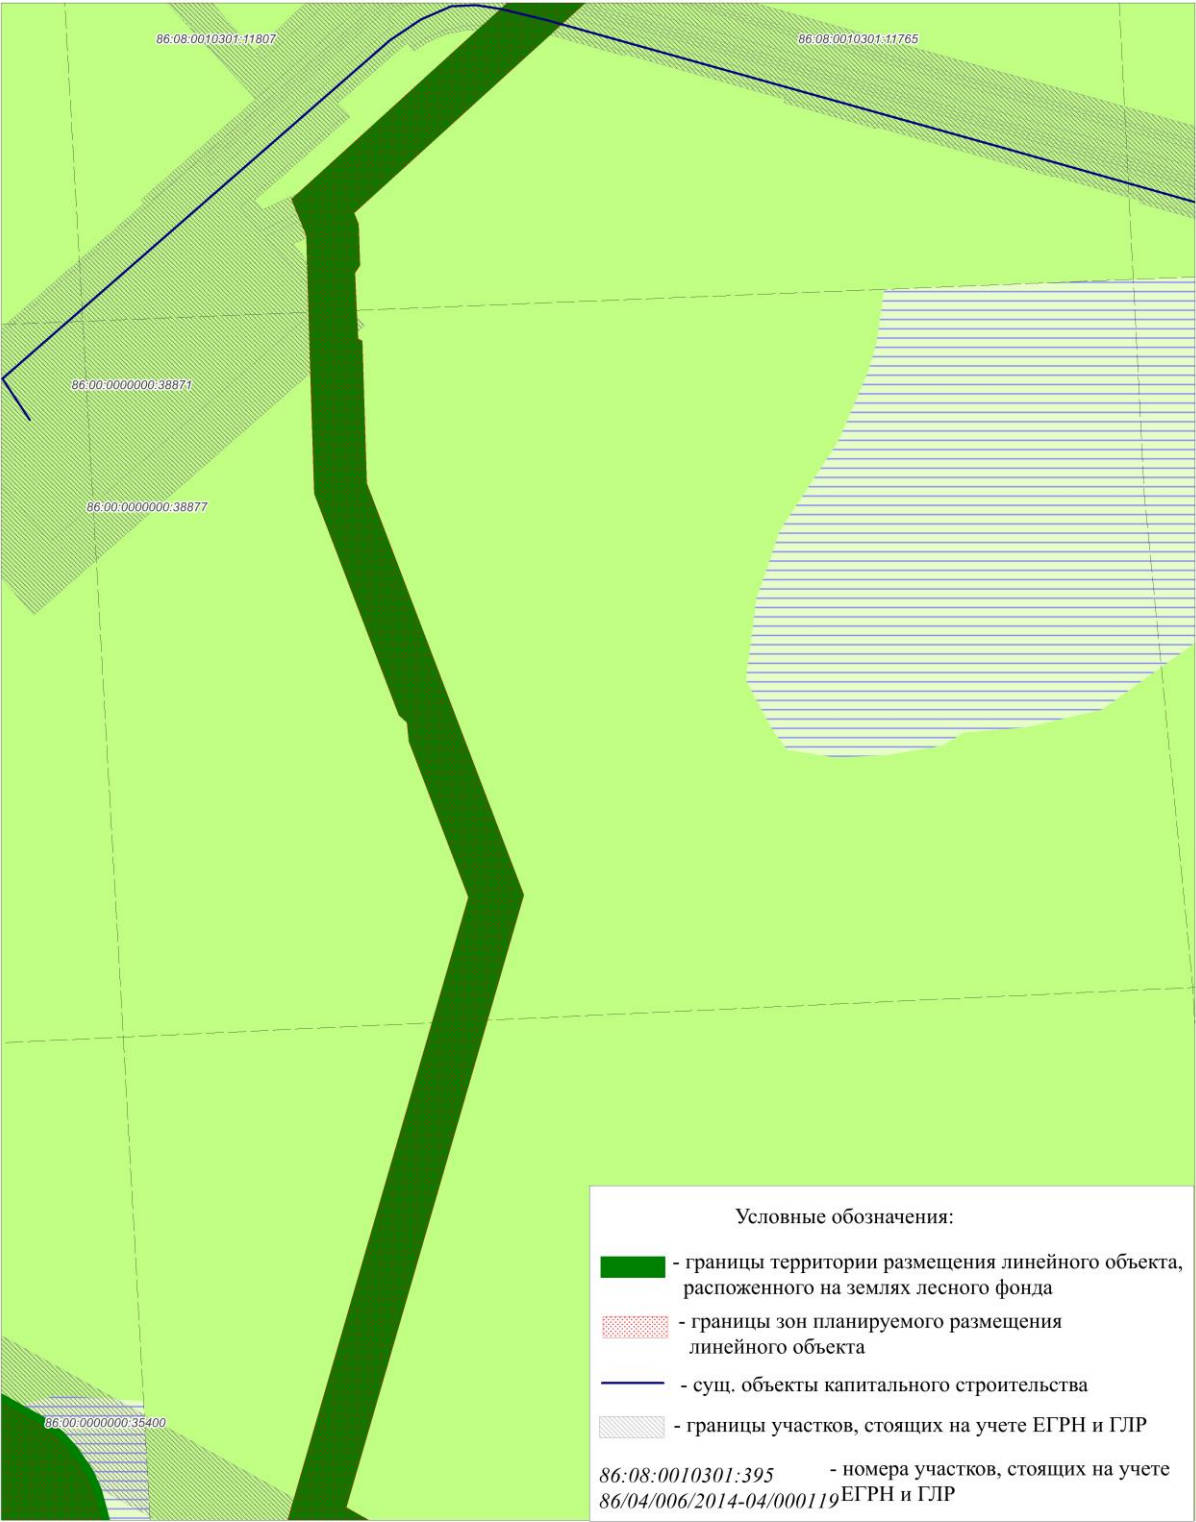 86:08:0010301:11807
86:08:0010301:11765
86:00:0000000:38871
86:00:0000000:38877
86:00:0000000:35400
Условные обозначения:
- границы территории размещения линейного объекта,
распоженного на землях лесного фонда
- границы зон планируемого размещения
линейного объекта
- сущ. объекты капитального строительства
- границы участков, стоящих на учете ЕГРН и ГЛР
86:08:0010301:395 - номера участков, стоящих на учете
86/04/006/2014-04/000119 ЕГРН и ГЛР